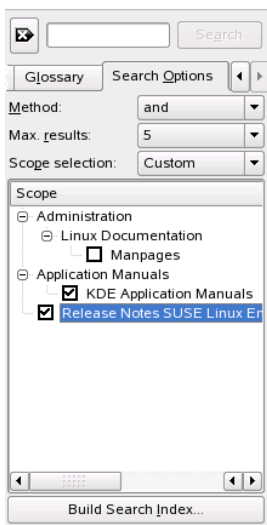 Search
Glossary Search Options
Method: and
Max. results: 5
Scope selection: Custom
Scope
Administration
Linux Documentation
Manpages
Application Manuals
KDE Application Manuals
Release Notes SUSE Linux En
Build Search Index...